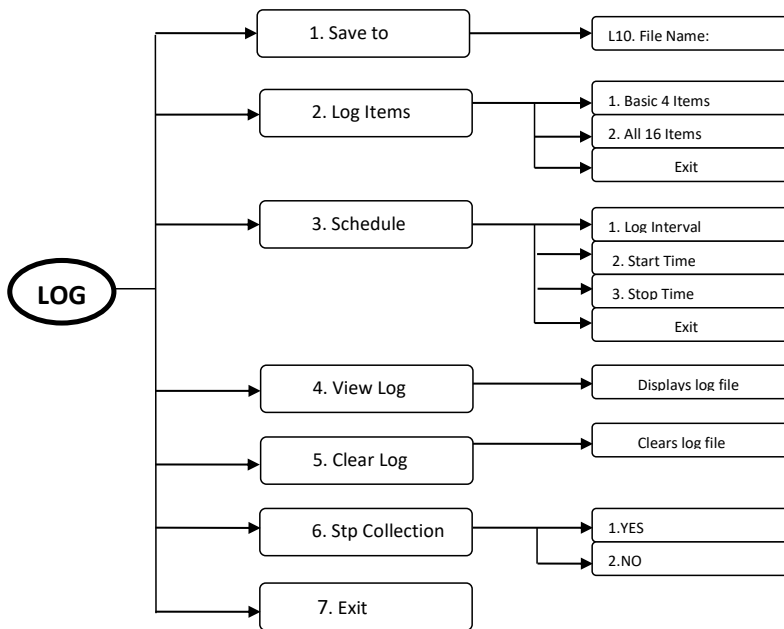 LOG
1. Save to
L10. File Name:
2. Log Items
1. Basic 4 Items
2. All 16 Items
Exit
3. Schedule
1. Log Interval
2. Start Time
3. Stop Time
Exit
4. View Log
Displays log file
5. Clear Log
Clears log file
6. Stp Collection
1.YES
2.NO
7. Exit